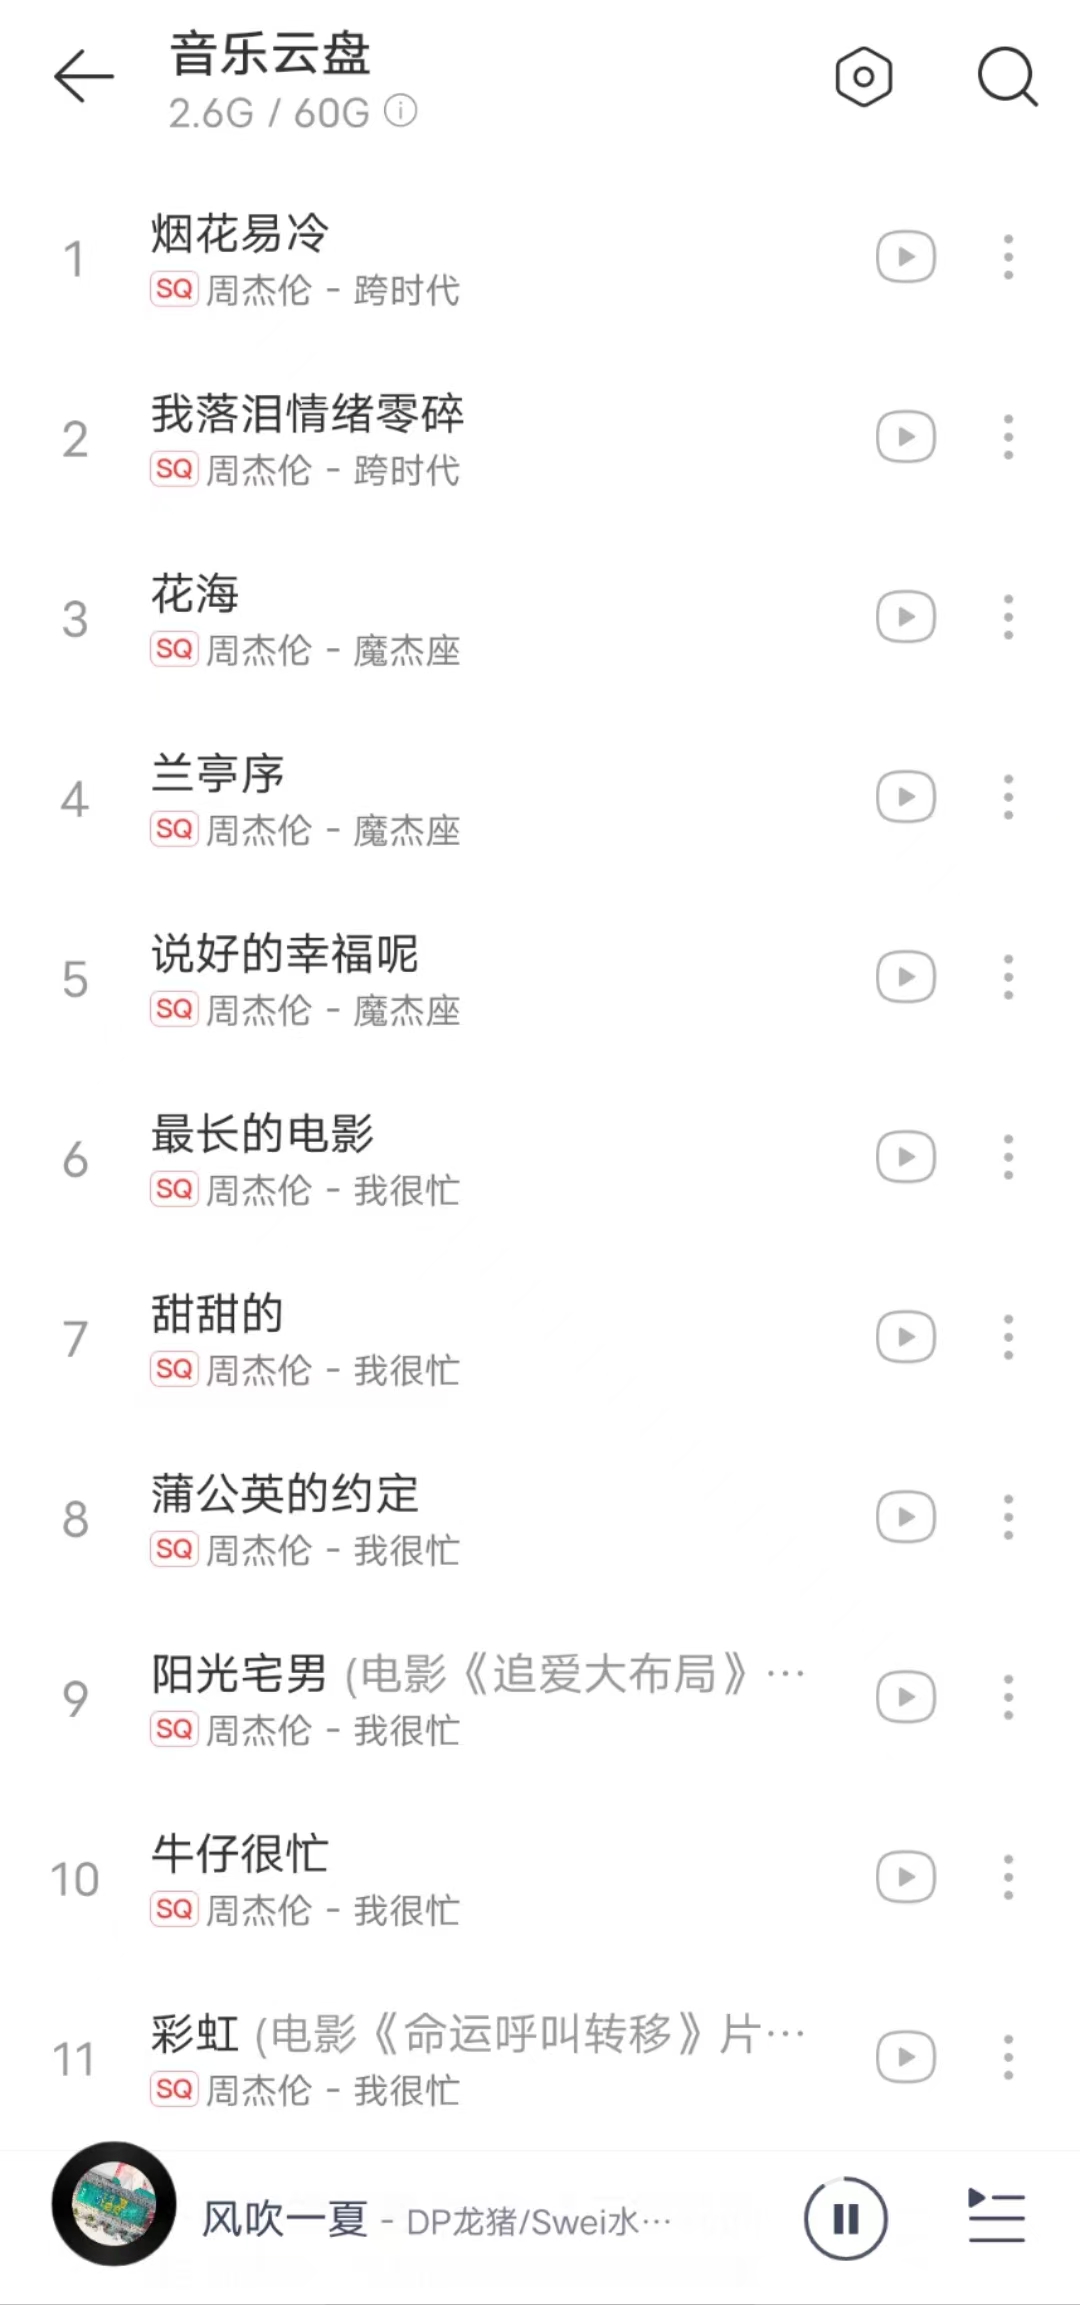 音乐云盘
2.6G / 60G
1
烟花易冷
SQ 周杰伦 - 跨时代
2
我落泪情绪零碎
SQ 周杰伦 - 跨时代
3
花海
SQ 周杰伦 - 魔杰座
4
兰亭序
SQ 周杰伦 - 魔杰座
5
说好的幸福呢
SQ 周杰伦 - 魔杰座
6
最长的电影
SQ 周杰伦 - 我很忙
7
甜甜的
SQ 周杰伦 - 我很忙
8
蒲公英的约定
SQ 周杰伦 - 我很忙
9
阳光宅男 (电影《追爱大布局》…
SQ 周杰伦 - 我很忙
10
牛仔很忙
SQ 周杰伦 - 我很忙
11
彩虹 (电影《命运呼叫转移》片…
SQ 周杰伦 - 我很忙
风吹一夏 - DP龙猪/Swei水…